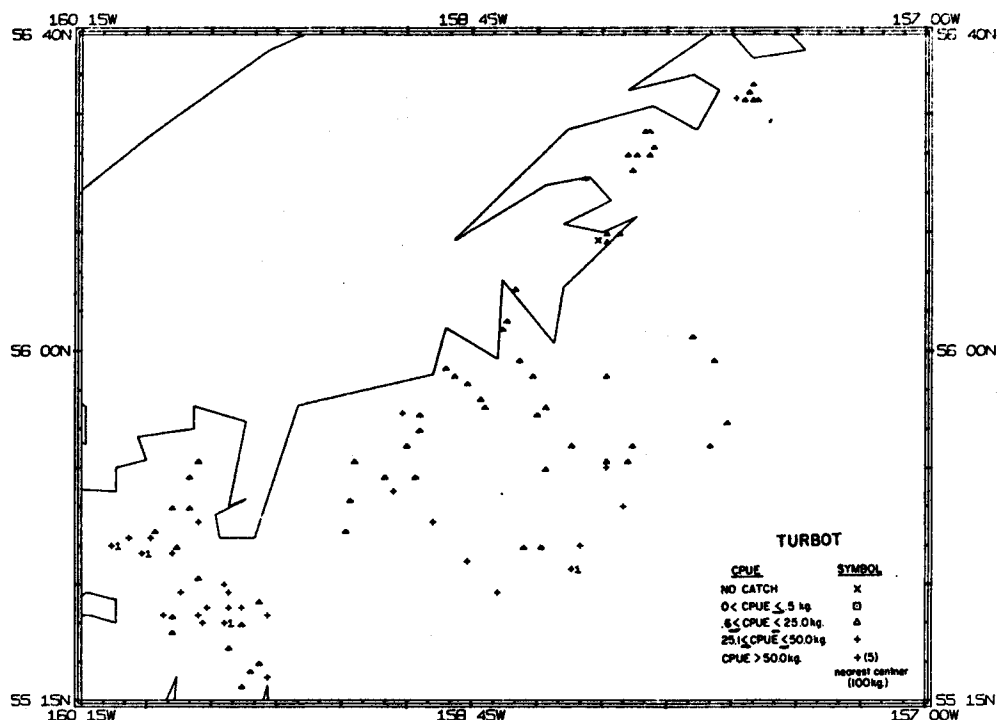 160 15W 158 45W 157 00W
56 40N 56 40N
56 00N 56 00N
+1 +1
+1
+1
TURBOT
CPUE SYMBOL
NO CATCH X
0< CPUE ≤ .5 kg. ⊡
.6≤ CPUE ≤ 25.0kg. △
25.1≤CPUE ≤50.0kg. +
CPUE >50.0kg. +(5)
nearest centner
(100kg.)
55 15N 55 15N
160 15W 158 45W 157 00W